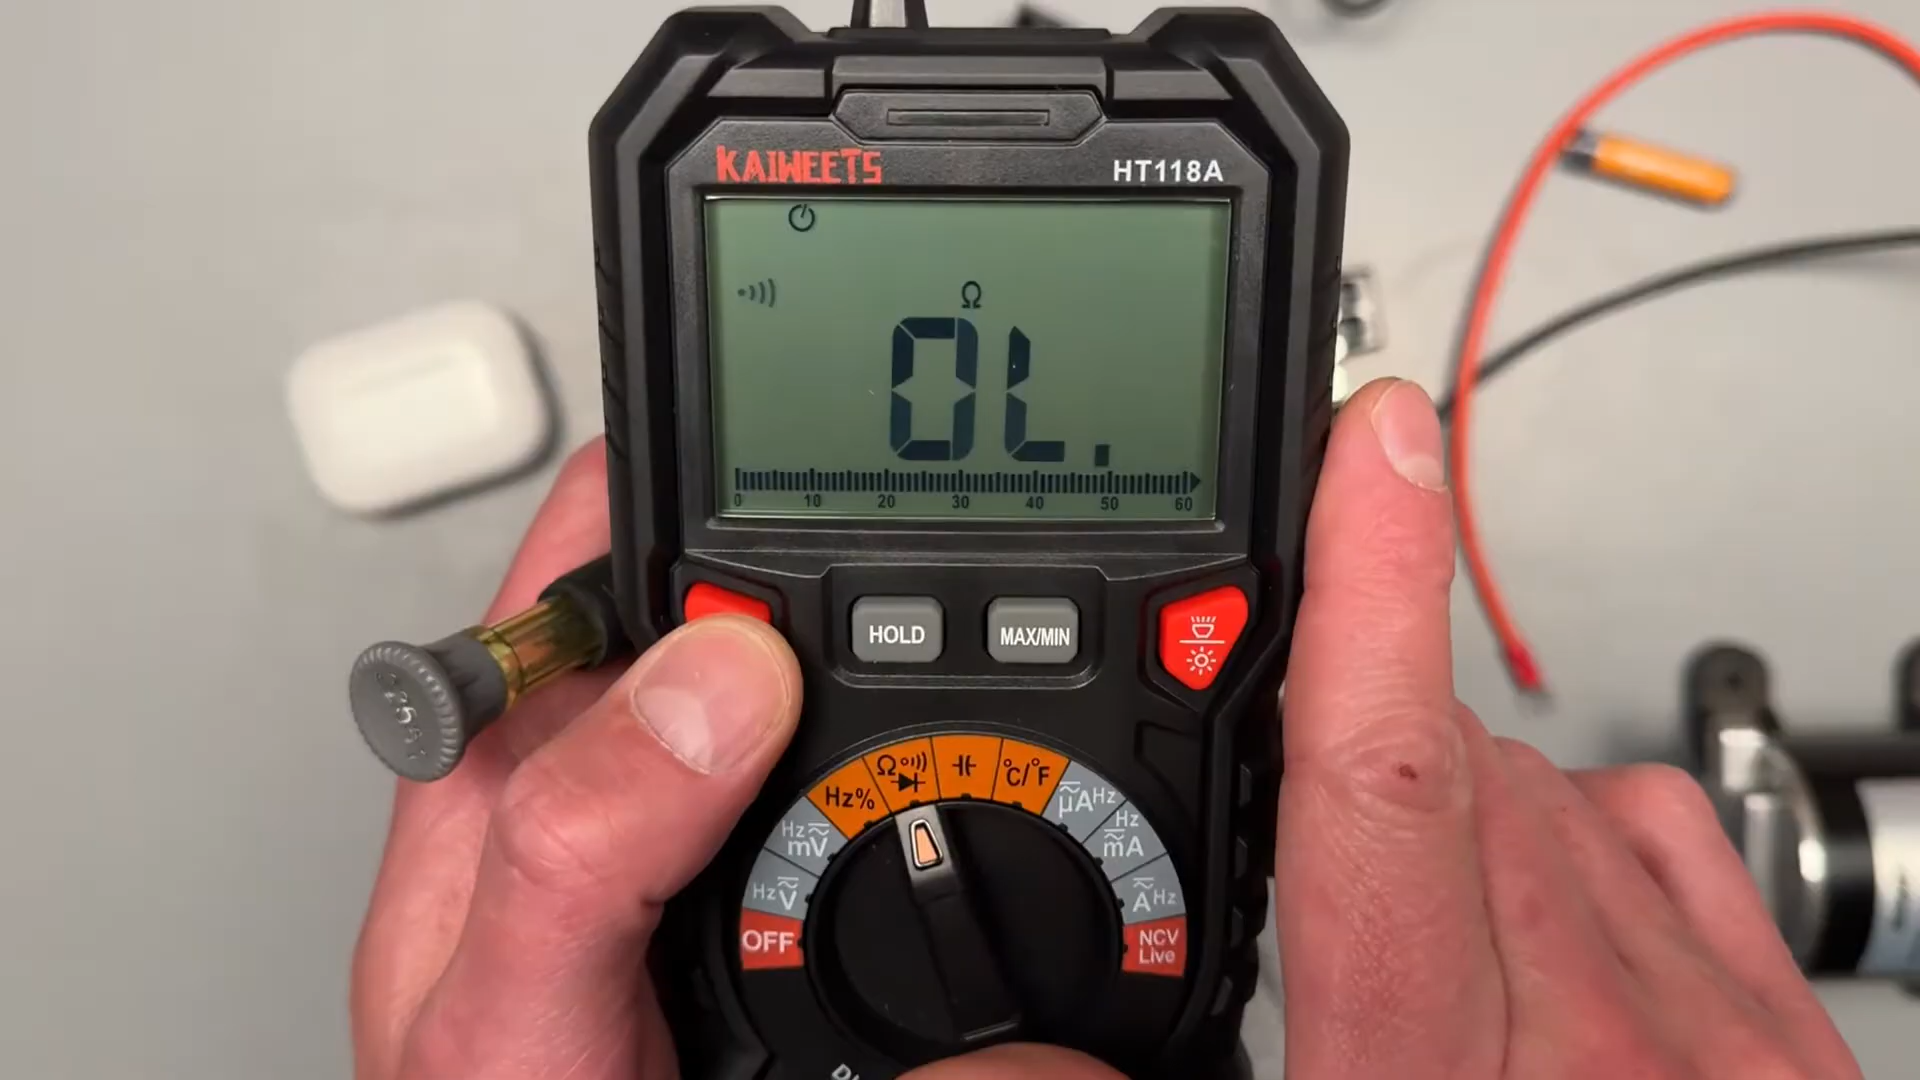 KAIWEETS
HT118A
Ω
OL.
0 10 20 30 40 50 60
HOLD
MAX/MIN
Hz%
Ω
°C/°F
Hz mV
Hz V
OFF
µA Hz
Hz mA
A Hz
NCV
Live